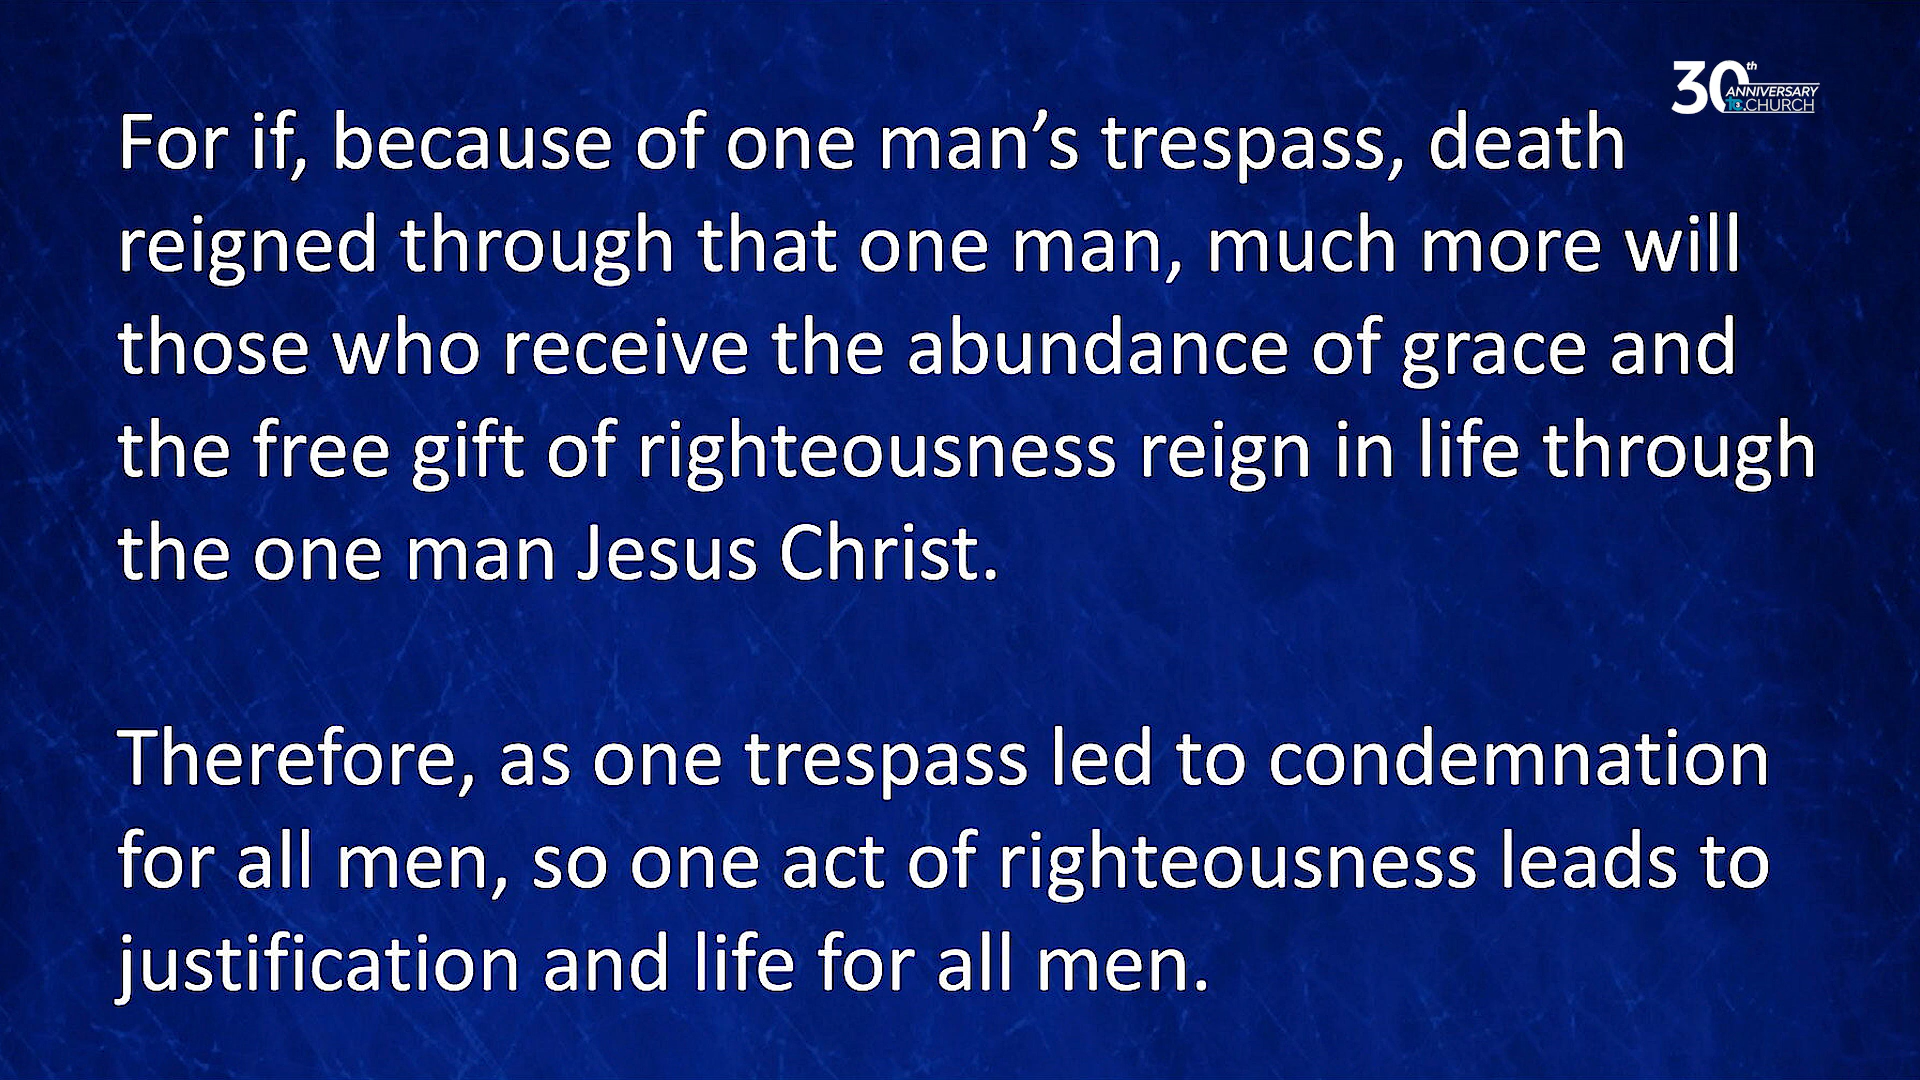 30th
ANNIVERSARY
.CHURCH
For if, because of one man’s trespass, death
reigned through that one man, much more will
those who receive the abundance of grace and
the free gift of righteousness reign in life through
the one man Jesus Christ.
Therefore, as one trespass led to condemnation
for all men, so one act of righteousness leads to
justification and life for all men.